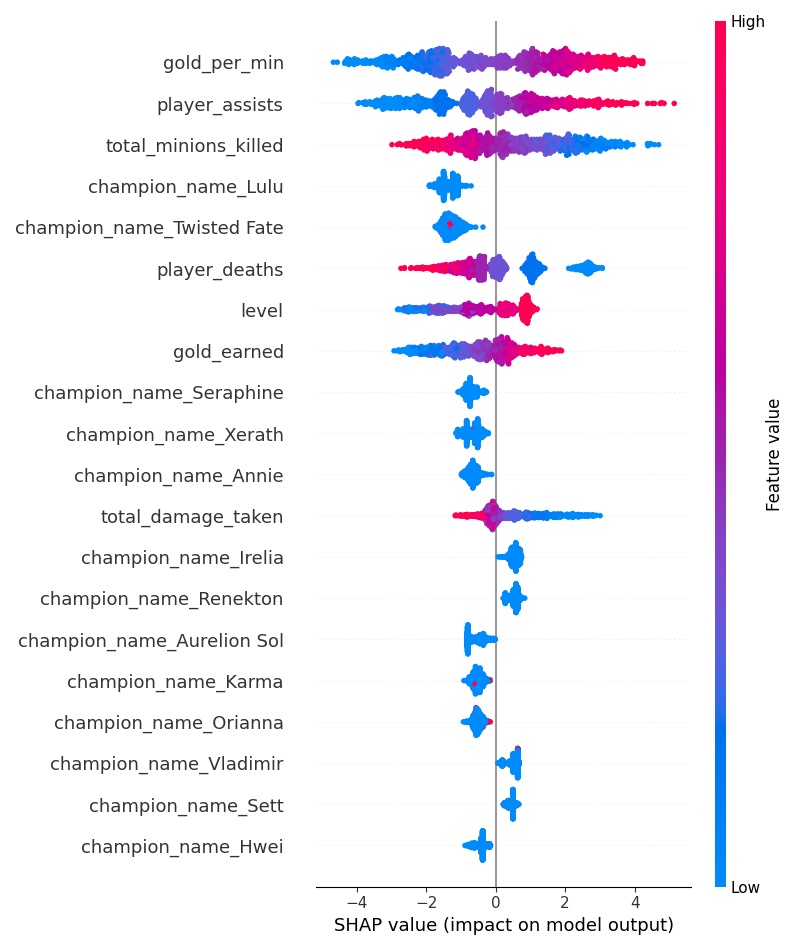 High
gold_per_min
player_assists
total_minions_killed
champion_name_Lulu
champion_name_Twisted Fate
player_deaths
level
gold_earned
champion_name_Seraphine
champion_name_Xerath
champion_name_Annie
total_damage_taken
champion_name_Irelia
champion_name_Renekton
champion_name_Aurelion Sol
champion_name_Karma
champion_name_Orianna
champion_name_Vladimir
champion_name_Sett
champion_name_Hwei
Feature value
Low
−4 −2 0 2 4
SHAP value (impact on model output)